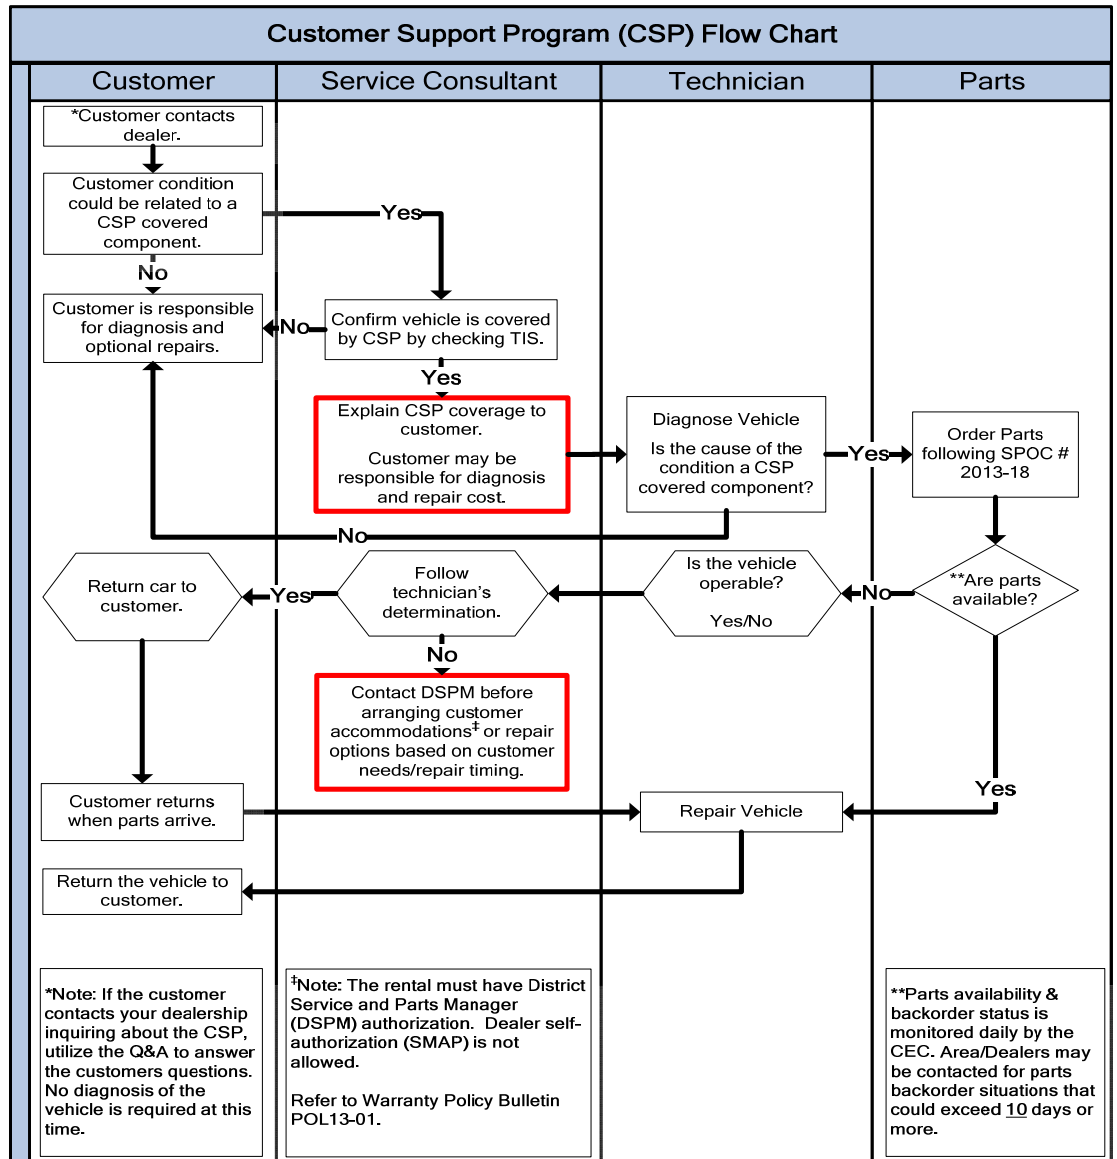 Customer Support Program (CSP) Flow Chart
Customer
Service Consultant
Technician
Parts
*Customer contacts
dealer.
Customer condition
could be related to a
CSP covered
component.
Yes
No
Customer is responsible
for diagnosis and
optional repairs.
No
Confirm vehicle is covered
by CSP by checking TIS.
Yes
Explain CSP coverage to
customer.
Customer may be
responsible for diagnosis
and repair cost.
Diagnose Vehicle
Is the cause of the
condition a CSP
covered component?
Yes
Order Parts
following SPOC #
2013-18
No
Return car to
customer.
Yes
Follow
technician's
determination.
Is the vehicle
operable?
Yes/No
No
**Are parts
available?
No
Contact DSPM before
arranging customer
accommodations‡ or repair
options based on customer
needs/repair timing.
Yes
Customer returns
when parts arrive.
Repair Vehicle
Return the vehicle to
customer.
*Note: If the customer
contacts your dealership
inquiring about the CSP,
utilize the Q&A to answer
the customers questions.
No diagnosis of the
vehicle is required at this
time.
‡Note: The rental must have District
Service and Parts Manager
(DSPM) authorization. Dealer self-
authorization (SMAP) is not
allowed.
Refer to Warranty Policy Bulletin
POL13-01.
**Parts availability &
backorder status is
monitored daily by the
CEC. Area/Dealers may
be contacted for parts
backorder situations that
could exceed 10 days or
more.